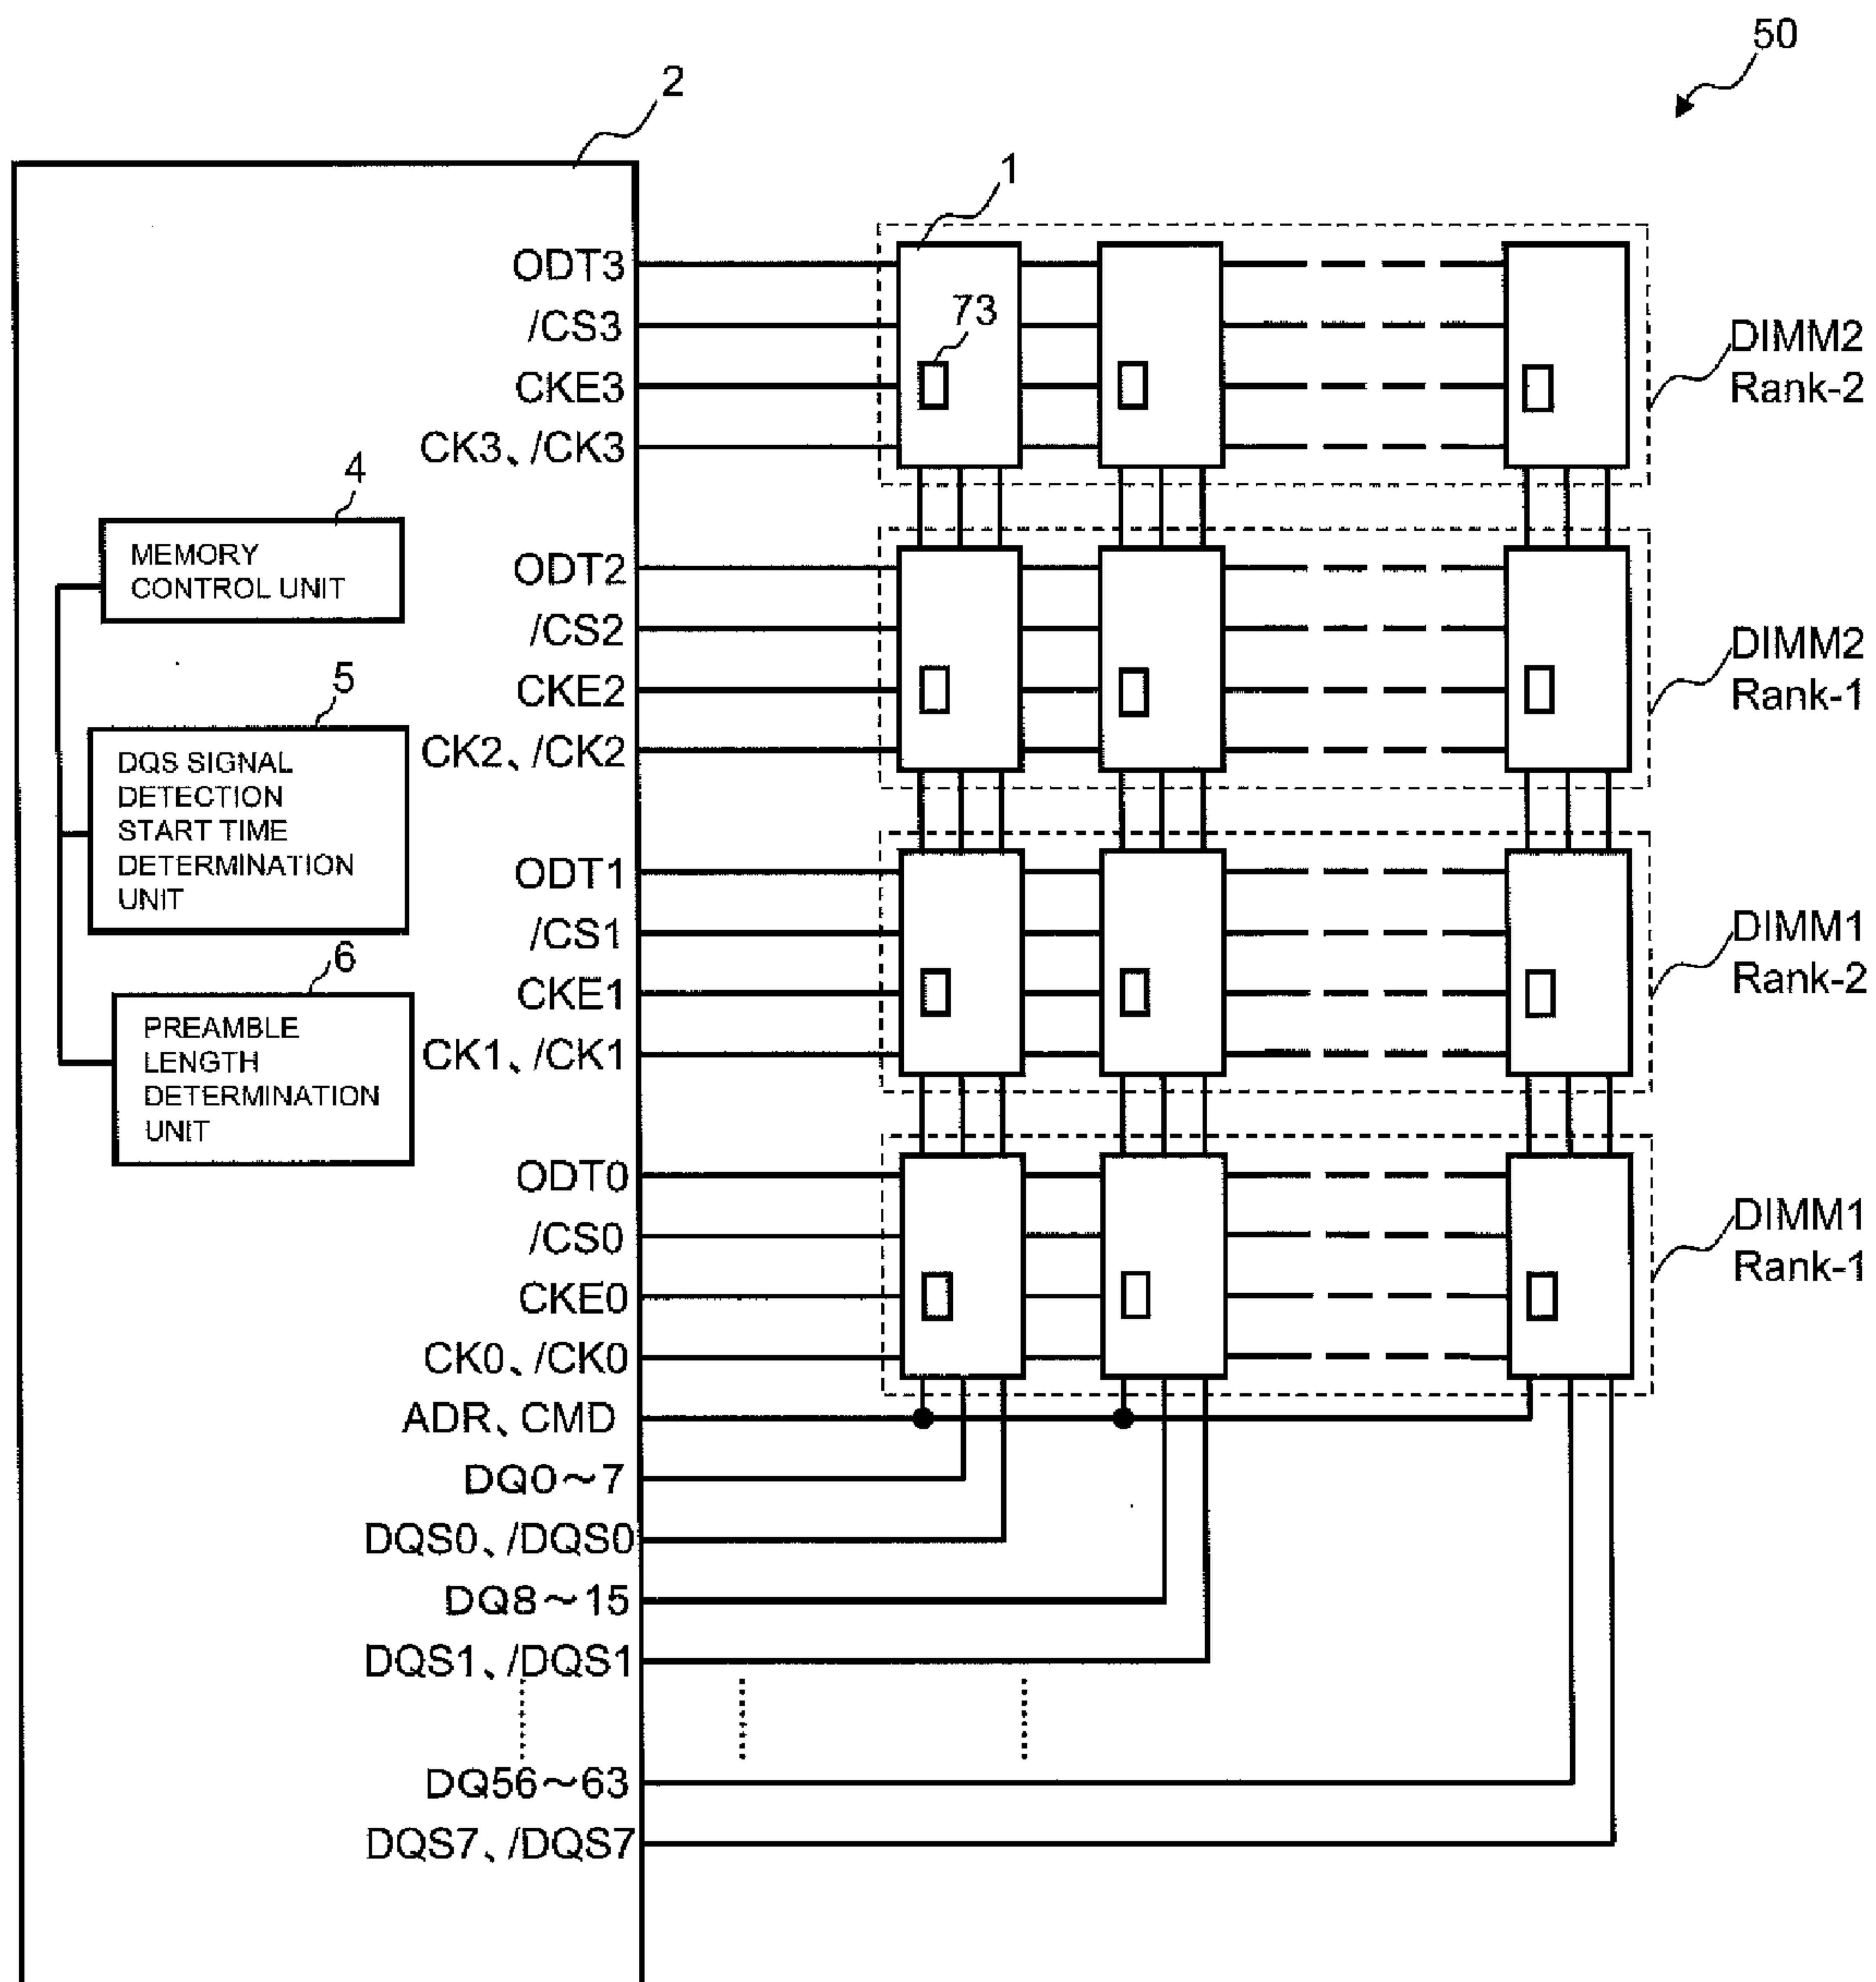 50
2
1
ODT3
/CS3
73
CKE3
CK3、/CK3
DIMM2
Rank-2
4
MEMORY
CONTROL UNIT
ODT2
/CS2
CKE2
CK2、/CK2
DIMM2
Rank-1
5
DQS SIGNAL
DETECTION
START TIME
DETERMINATION
UNIT
ODT1
/CS1
CKE1
CK1、/CK1
DIMM1
Rank-2
6
PREAMBLE
LENGTH
DETERMINATION
UNIT
ODT0
/CS0
CKE0
CK0、/CK0
DIMM1
Rank-1
ADR、CMD
DQ0～7
DQS0、/DQS0
DQ8～15
DQS1、/DQS1
DQ56～63
DQS7、/DQS7